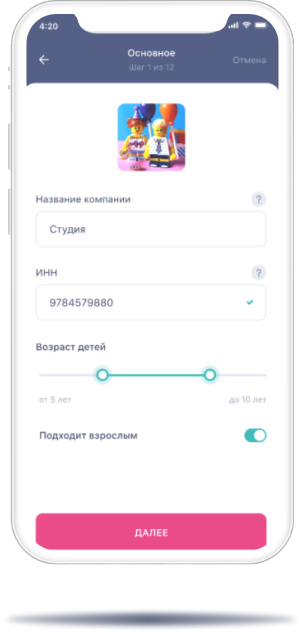 4:20
Основное
Шаг 1 из 12
Отмена
Название компании
?
Студия
ИНН
?
9784579880
Возраст детей
от 5 лет
до 10 лет
Подходит взрослым
ДАЛЕЕ